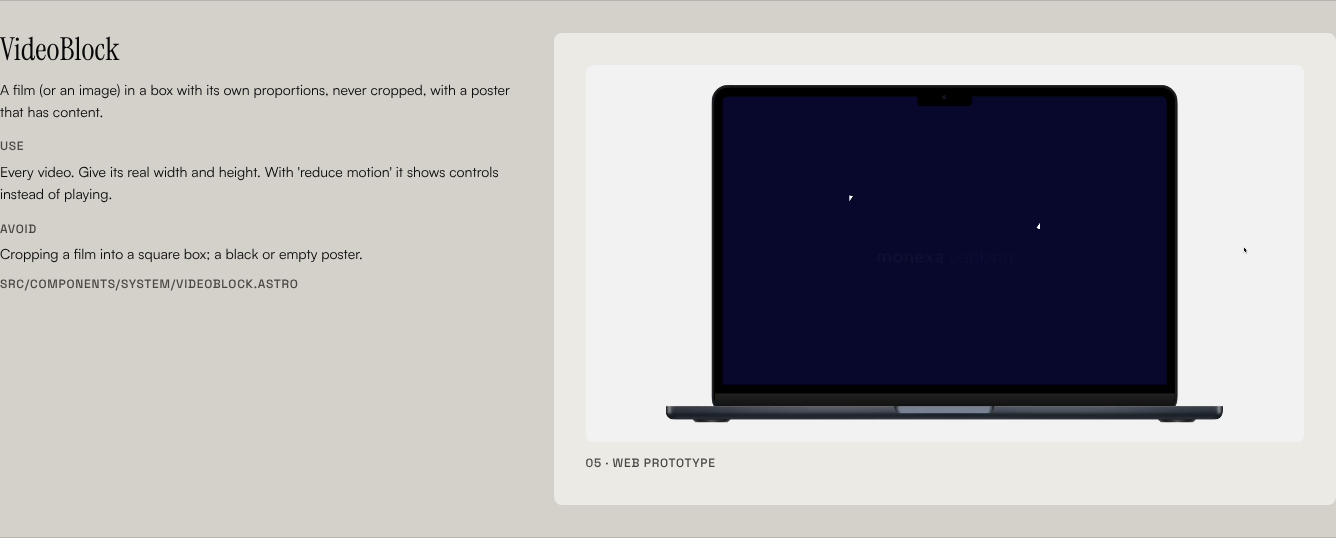 VideoBlock
A film (or an image) in a box with its own proportions, never cropped, with a poster
that has content.
USE
Every video. Give its real width and height. With 'reduce motion' it shows controls
instead of playing.
AVOID
Cropping a film into a square box; a black or empty poster.
SRC/COMPONENTS/SYSTEM/VIDEOBLOCK.ASTRO
monexa
05 · WEB PROTOTYPE